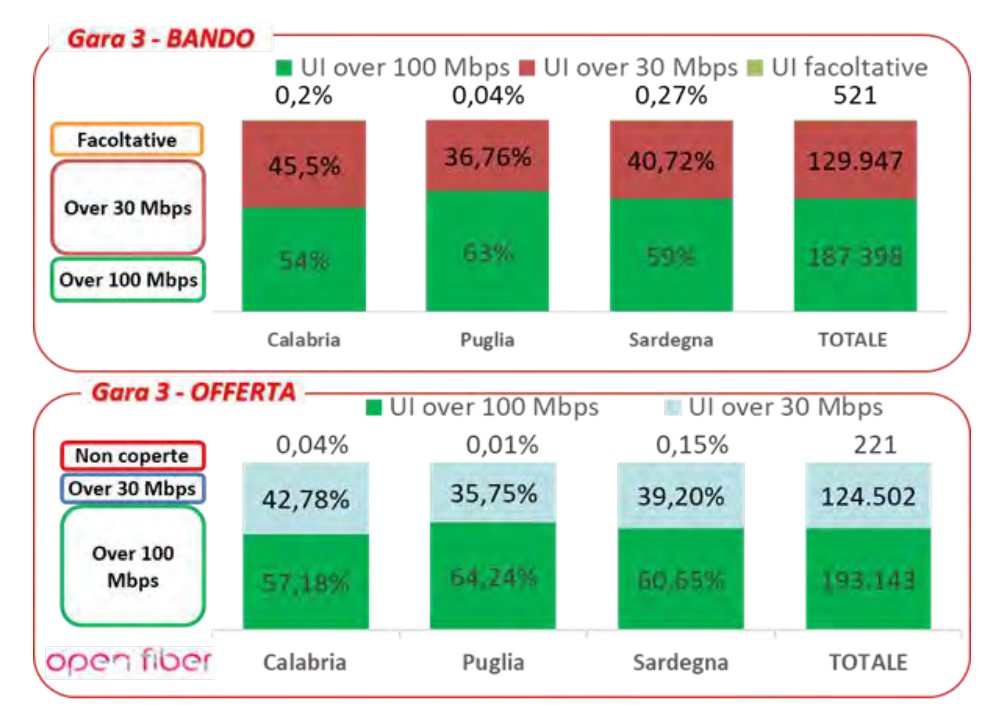 Gara 3 - BANDO
UI over 100 Mbps UI over 30 Mbps UI facoltative
0,2% 0,04% 0,27% 521
Facoltative
45,5% 36,76% 40,72% 129.947
Over 30 Mbps
54% 63% 59% 187.398
Over 100 Mbps
Calabria Puglia Sardegna TOTALE
Gara 3 - OFFERTA
UI over 100 Mbps UI over 30 Mbps
0,04% 0,01% 0,15% 221
Non coperte
Over 30 Mbps
42,78% 35,75% 39,20% 124.502
Over 100
Mbps
57,18% 64,24% 60,65% 193.143
open fiber
Calabria Puglia Sardegna TOTALE